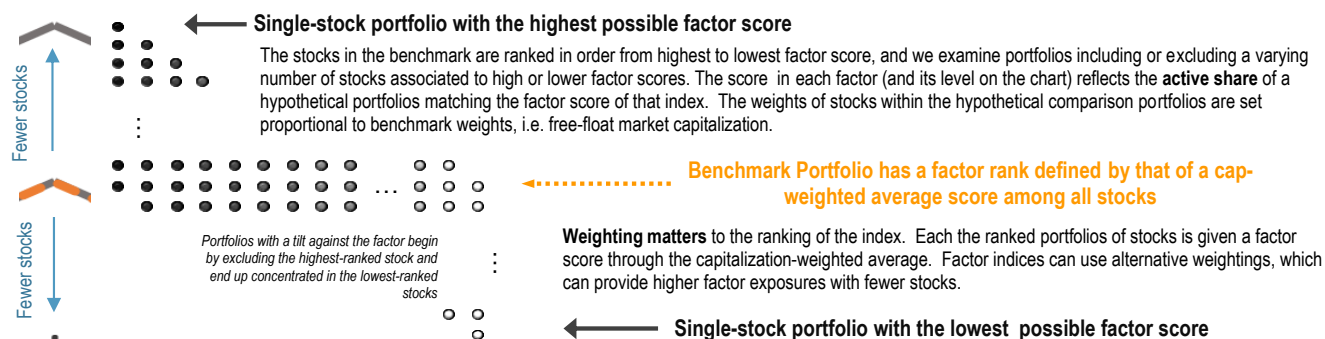 Single-stock portfolio with the highest possible factor score
The stocks in the benchmark are ranked in order from highest to lowest factor score, and we examine portfolios including or excluding a varying
number of stocks associated to high or lower factor scores. The score in each factor (and its level on the chart) reflects the active share of a
hypothetical portfolios matching the factor score of that index. The weights of stocks within the hypothetical comparison portfolios are set
proportional to benchmark weights, i.e. free-float market capitalization.
Fewer stocks
⋮
...
Benchmark Portfolio has a factor rank defined by that of a cap-
weighted average score among all stocks
Fewer stocks
Portfolios with a tilt against the factor begin
by excluding the highest-ranked stock and
end up concentrated in the lowest-ranked
stocks
⋮
Weighting matters to the ranking of the index. Each the ranked portfolios of stocks is given a factor
score through the capitalization-weighted average. Factor indices can use alternative weightings, which
can provide higher factor exposures with fewer stocks.
Single-stock portfolio with the lowest possible factor score